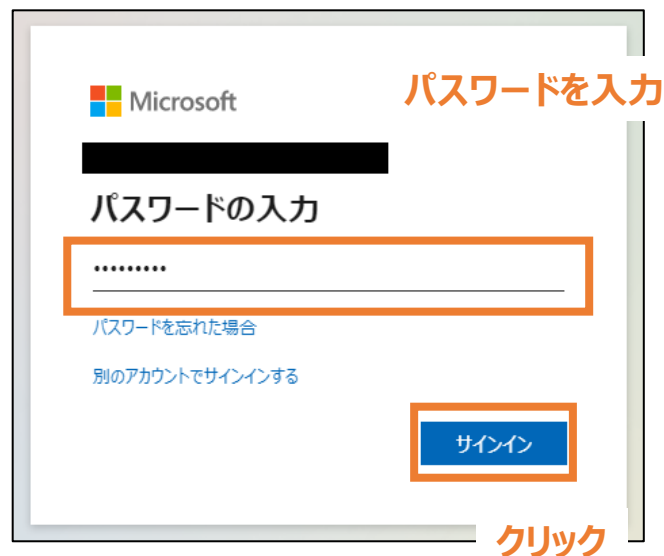 パスワードを入力
Microsoft
パスワードの入力
•••••••••
パスワードを忘れた場合
別のアカウントでサインインする
サインイン
クリック